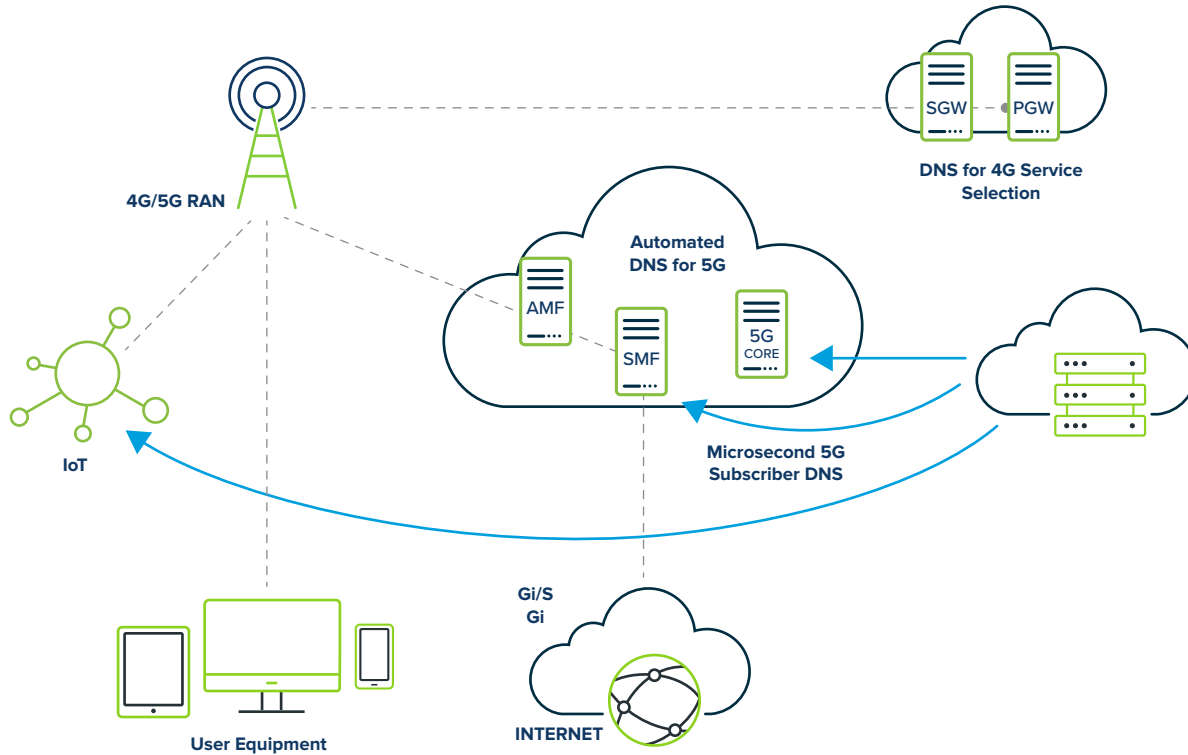 SGW
PGW
DNS for 4G Service
Selection
4G/5G RAN
Automated
DNS for 5G
AMF
SMF
5G
CORE
IoT
Microsecond 5G
Subscriber DNS
Gi/S
Gi
INTERNET
User Equipment